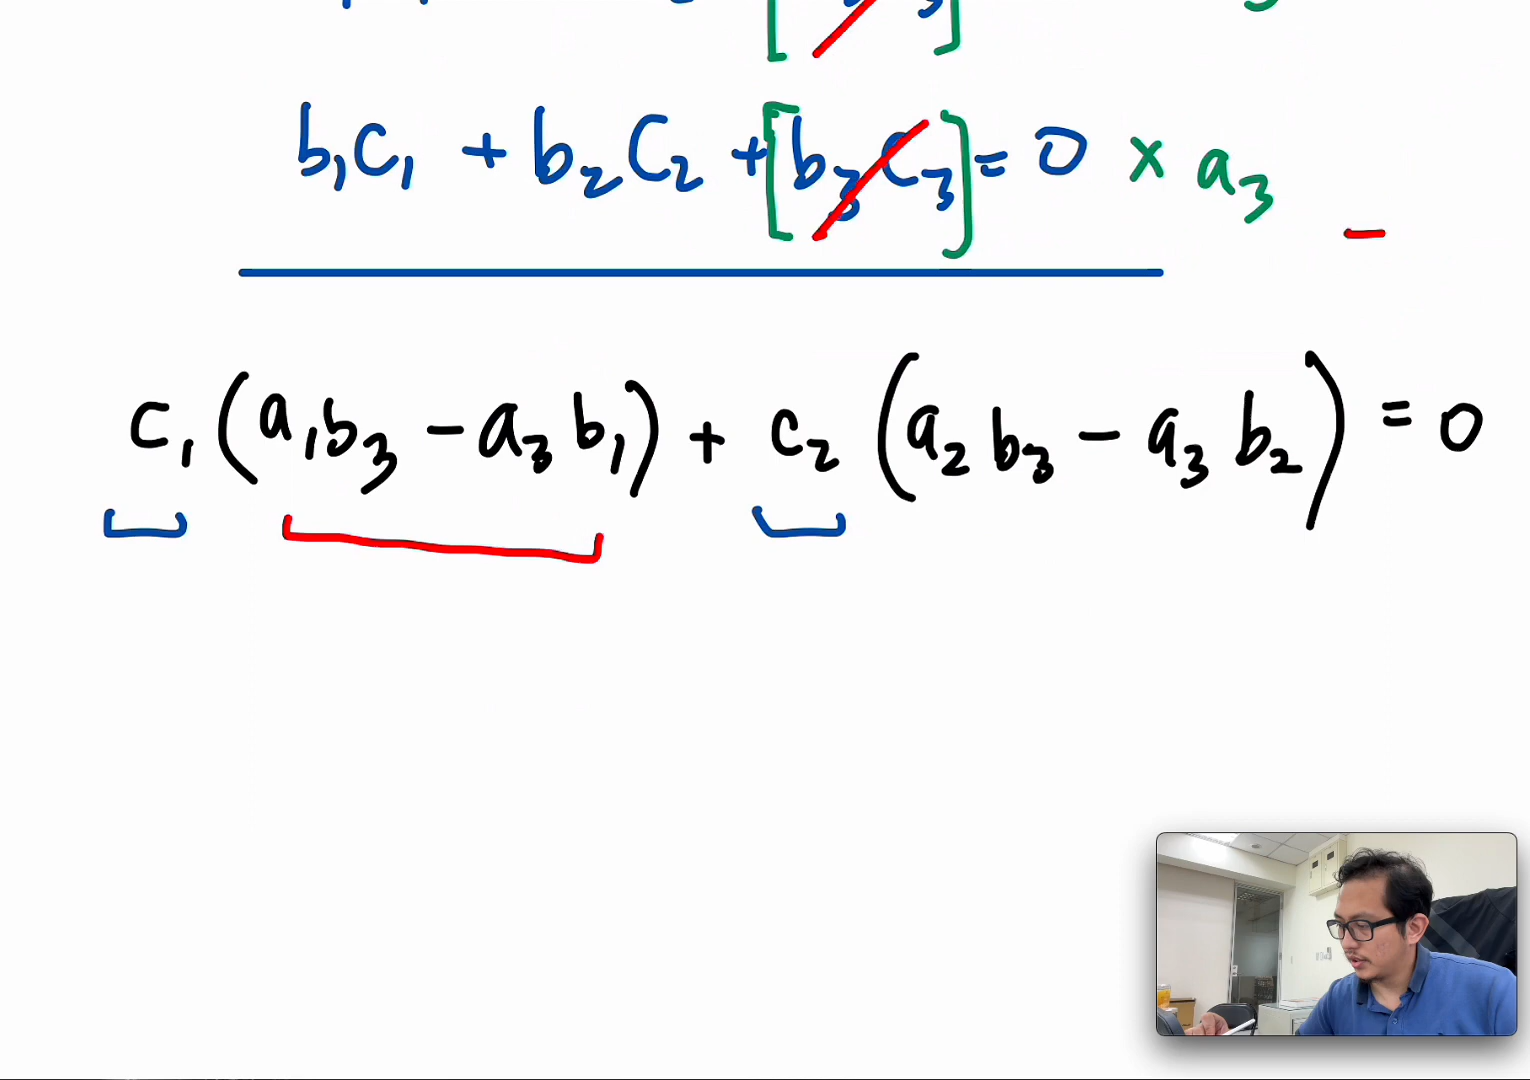 b₁c₁ + b₂c₂ + [b₃c₃] = 0 × a₃
−
c₁(a₁b₃ − a₃b₁) + c₂(a₂b₃ − a₃b₂) = 0